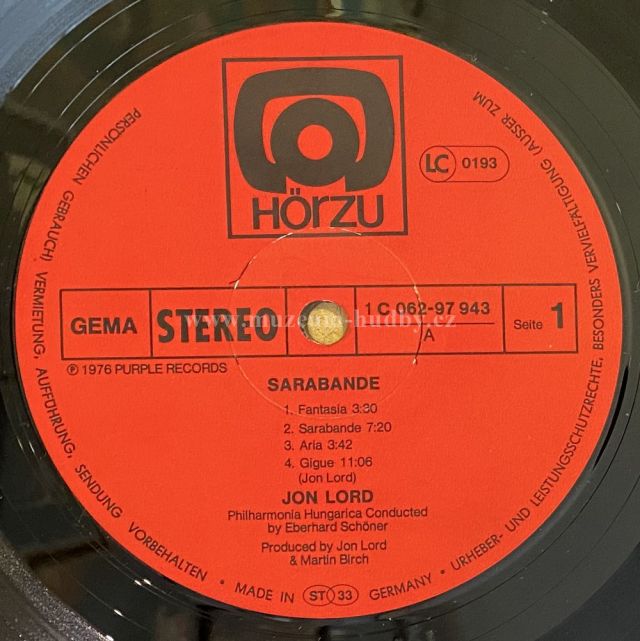 HÖRZU
LC 0193
GEMA STEREO 1 C 062-97 943
A
Seite 1
℗ 1976 PURPLE RECORDS
www.muzeum-hudby.cz
SARABANDE
1. Fantasia 3:30
2. Sarabande 7:20
3. Aria 3:42
4. Gigue 11:06
(Jon Lord)
JON LORD
Philharmonia Hungarica Conducted
by Eberhard Schöner
Produced by Jon Lord
& Martin Birch
URHEBER- UND LEISTUNGSSCHUTZRECHTE, BESONDERS VERVIELFÄLTIGUNG (AUSSER ZUM PERSÖNLICHEN GEBRAUCH) VERMIETUNG, AUFFÜHRUNG, SENDUNG VORBEHALTEN • MADE IN ST 33 GERMANY •